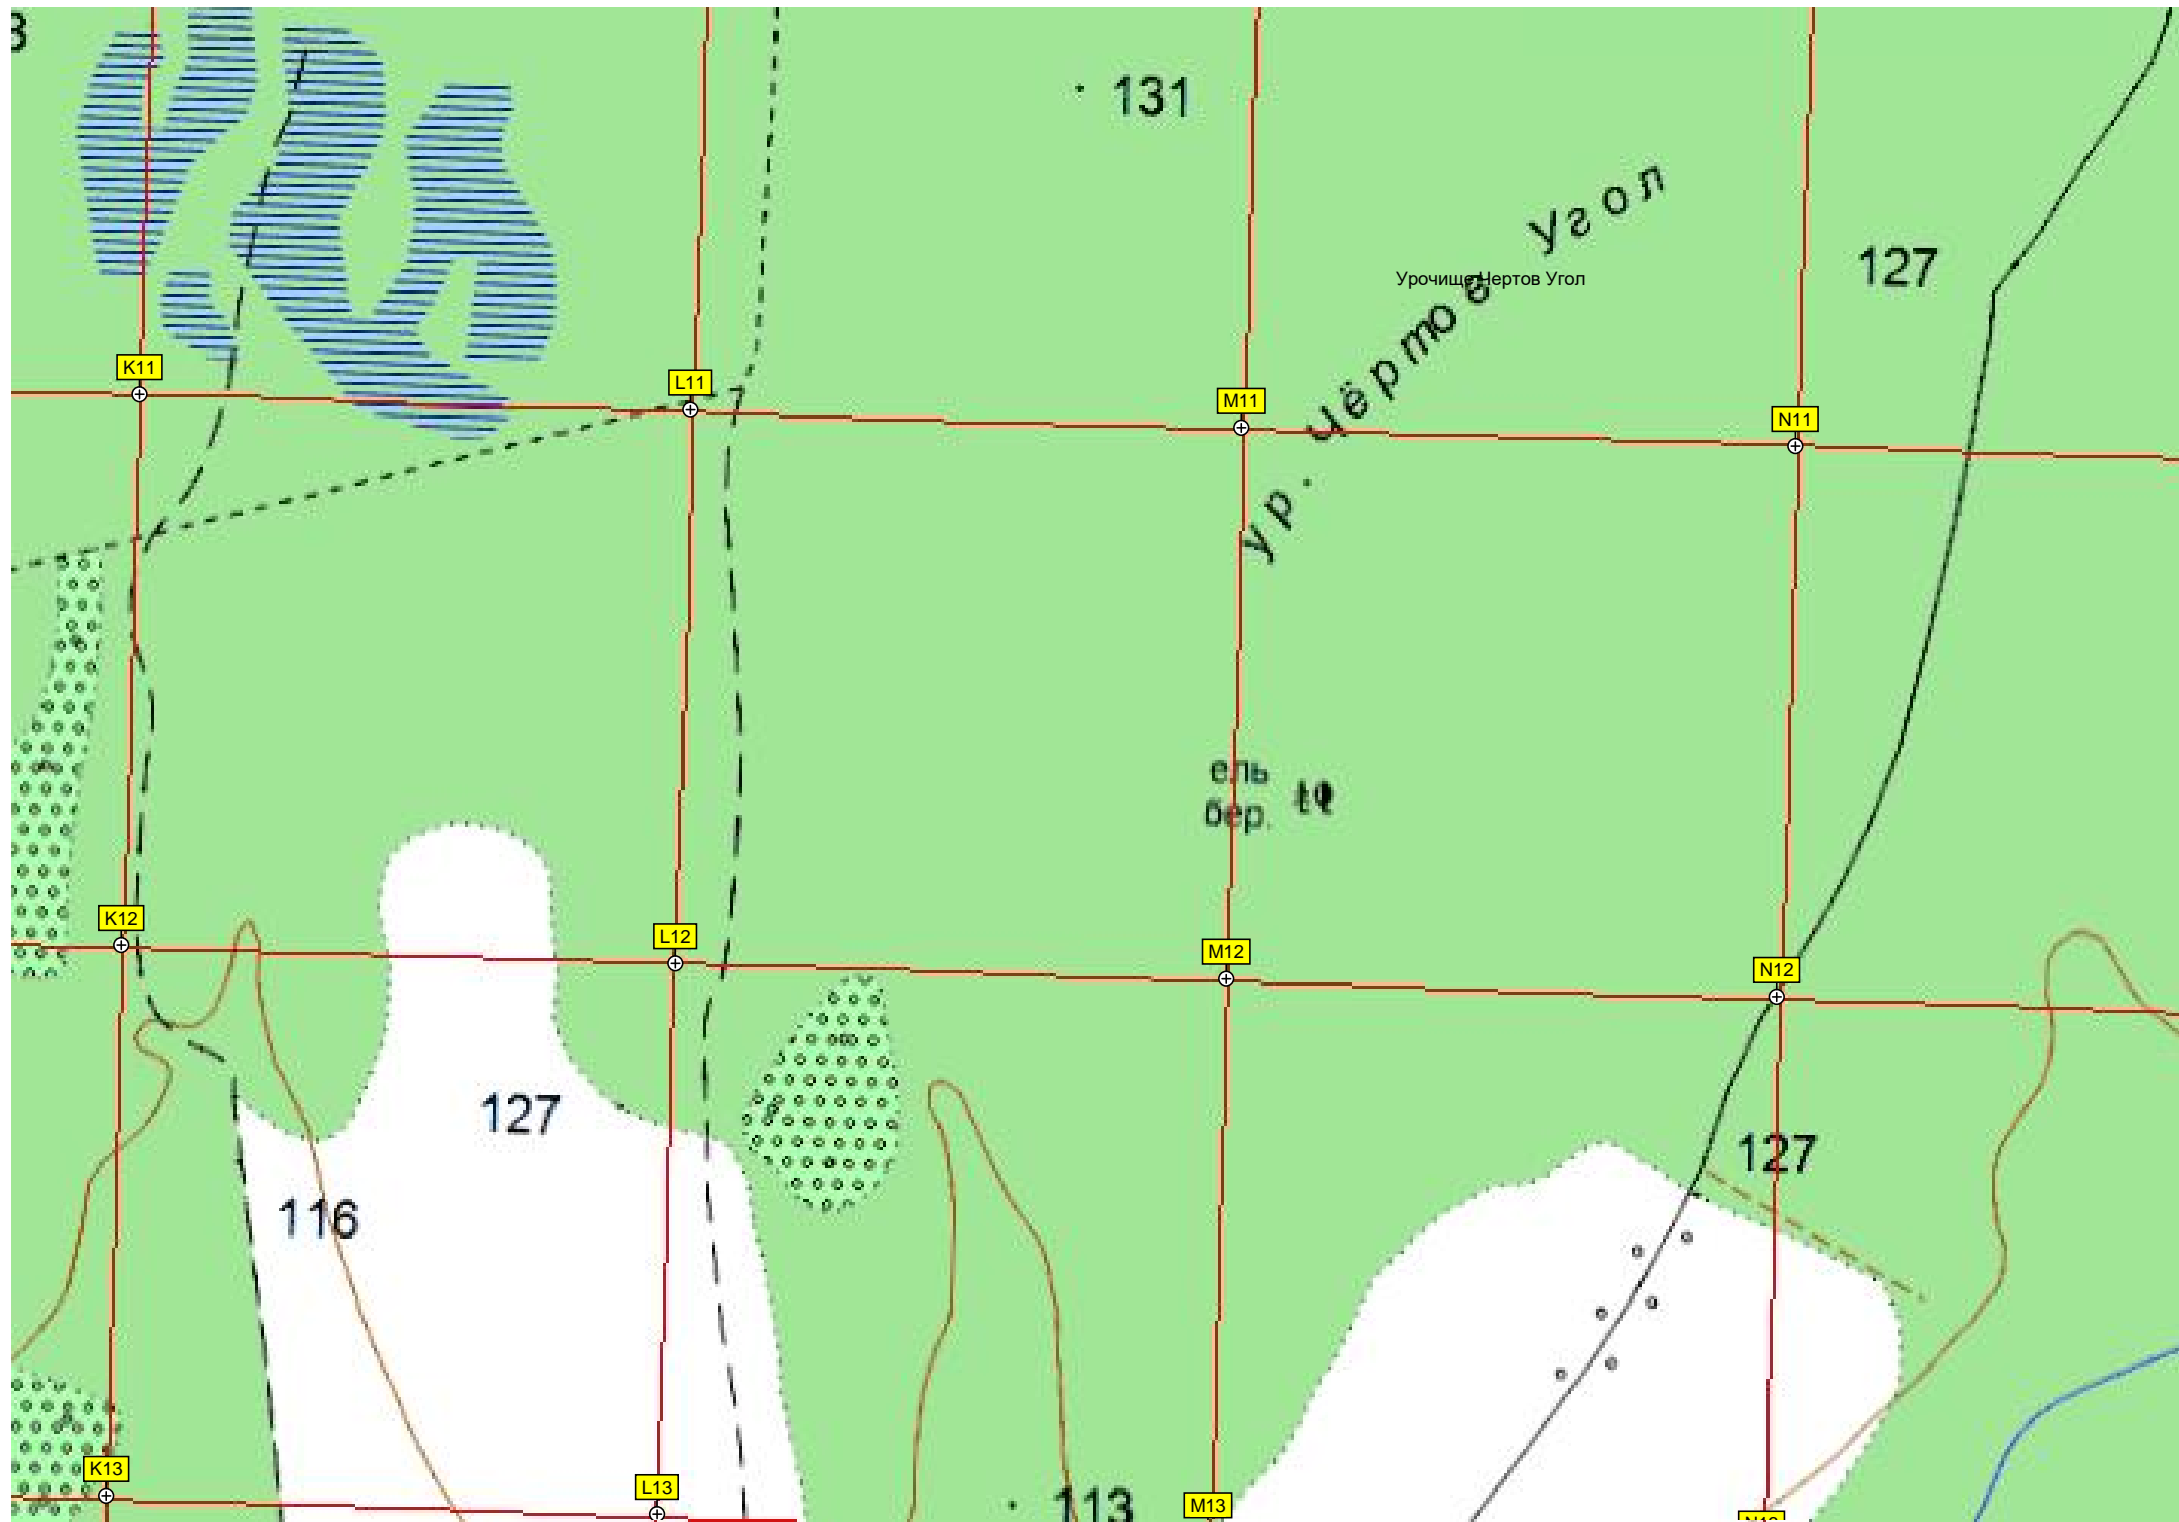 131
ур. Чёртов Угол
Урочище Чертов Угол
127
K11
L11
M11
N11
ель
бер.
K12
L12
M12
N12
127
127
116
K13
L13
M13
113